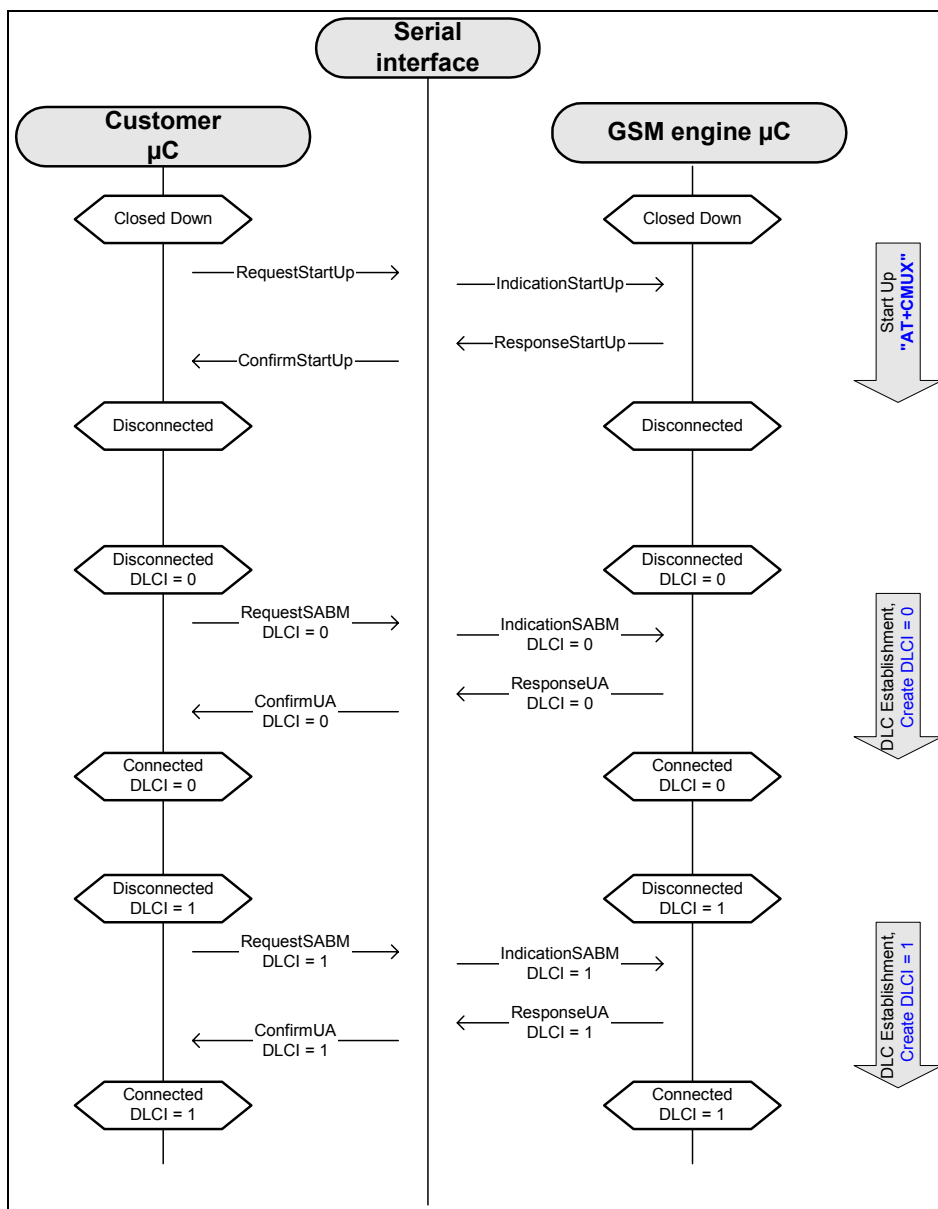 Serial
interface
Customer
µC
GSM engine µC
Closed Down
Closed Down
RequestStartUp
IndicationStartUp
ResponseStartUp
ConfirmStartUp
Start Up
"AT+CMUX"
Disconnected
Disconnected
Disconnected
DLCI = 0
Disconnected
DLCI = 0
RequestSABM
DLCI = 0
IndicationSABM
DLCI = 0
ResponseUA
DLCI = 0
ConfirmUA
DLCI = 0
DLC Establishment,
Create DLCI = 0
Connected
DLCI = 0
Connected
DLCI = 0
Disconnected
DLCI = 1
Disconnected
DLCI = 1
RequestSABM
DLCI = 1
IndicationSABM
DLCI = 1
ResponseUA
DLCI = 1
ConfirmUA
DLCI = 1
DLC Establishment,
Create DLCI = 1
Connected
DLCI = 1
Connected
DLCI = 1